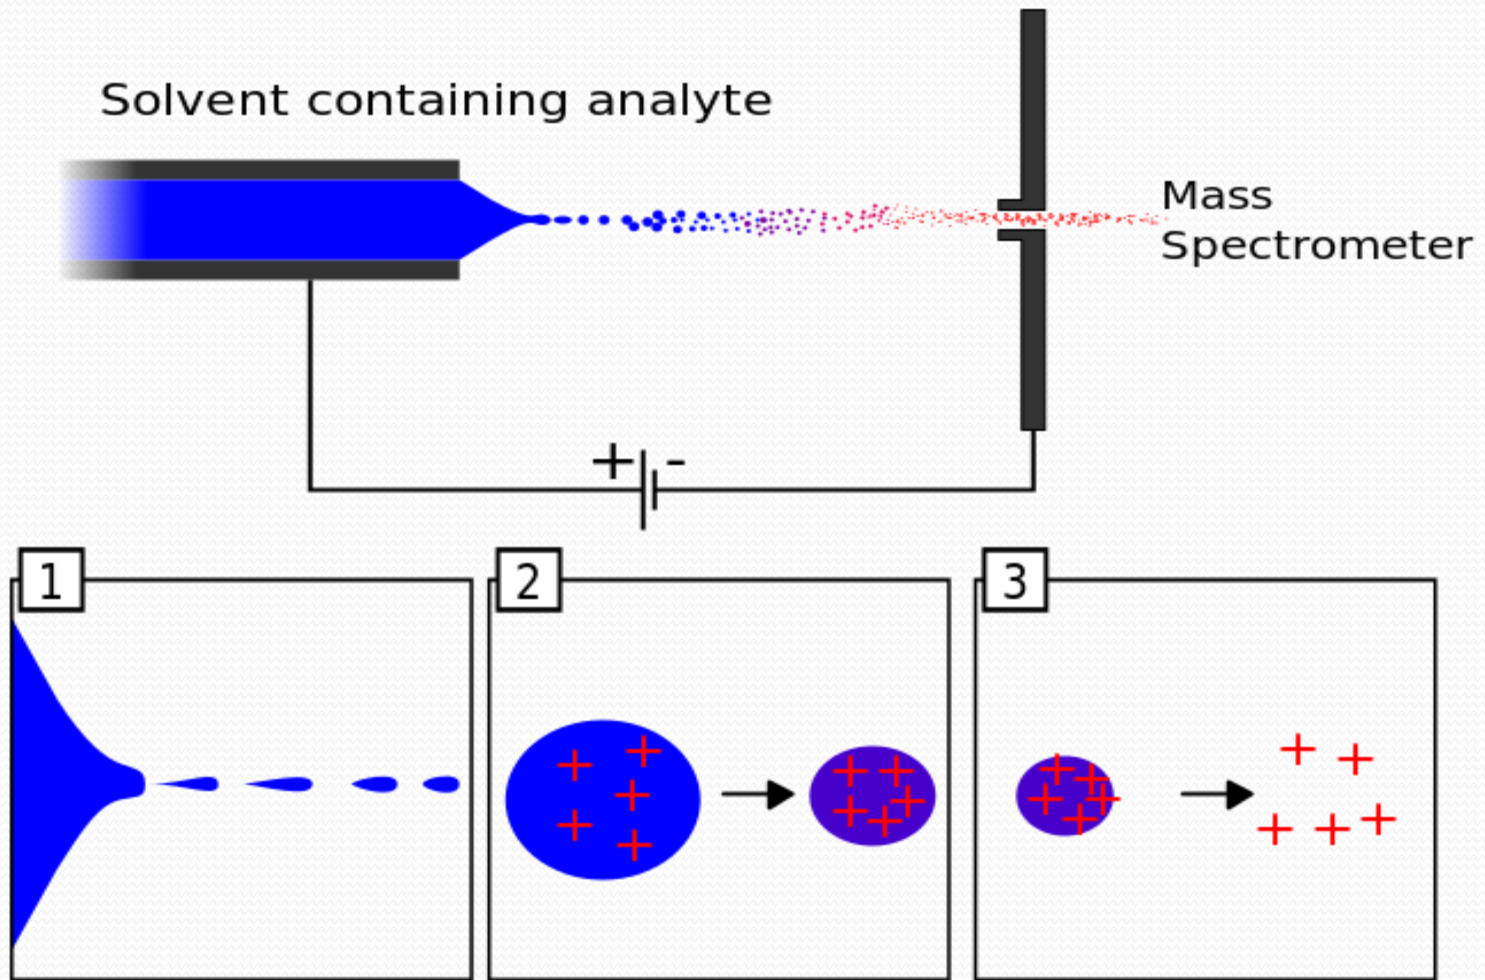 Solvent containing analyte
Mass
Spectrometer
+ -
1
2
3